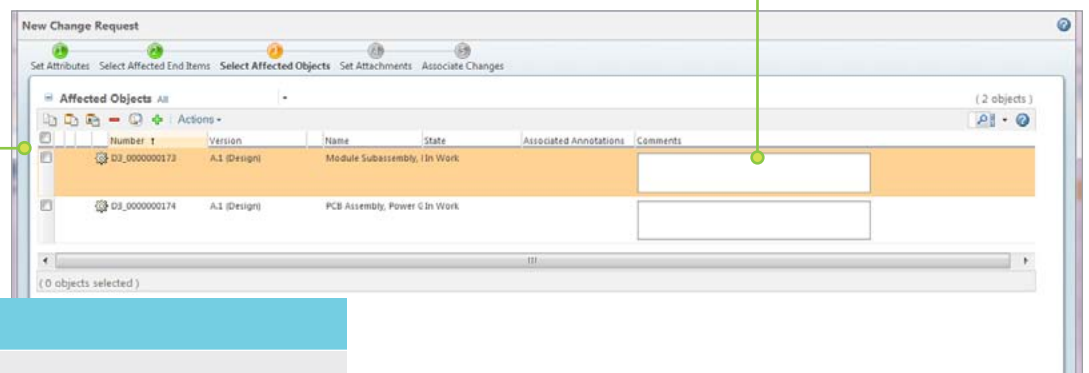 New Change Request
Set Attributes Select Affected End Items Select Affected Objects Set Attachments Associate Changes
Affected Objects All (2 objects)
Actions
Number Version Name State Associated Annotations Comments
D3_0000000173 A.1 (Design) Module Subassembly, In Work
D3_0000000174 A.1 (Design) PCB Assembly, Power In Work
(0 objects selected)